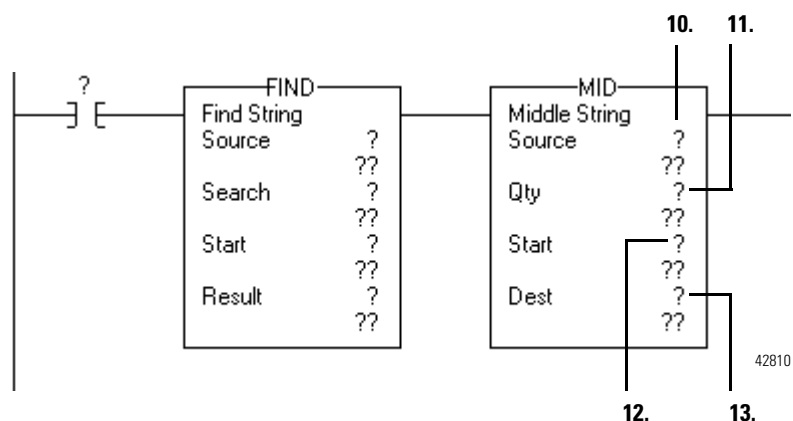 10. 11.
?
FIND
Find String
Source ?
??
Search ?
??
Start ?
??
Result ?
??
MID
Middle String
Source ?
??
Qty ?
??
Start ?
??
Dest ?
??
42810
12. 13.